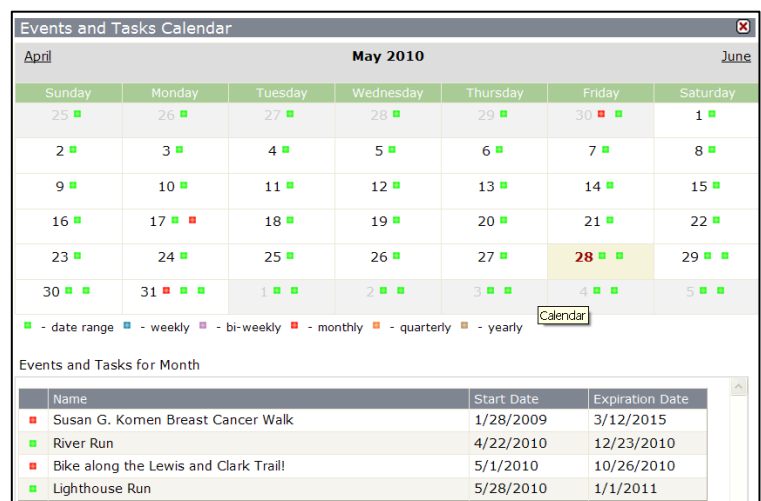 Events and Tasks Calendar
April May 2010 June
Sunday Monday Tuesday Wednesday Thursday Friday Saturday
25 26 27 28 29 30 1
2 3 4 5 6 7 8
9 10 11 12 13 14 15
16 17 18 19 20 21 22
23 24 25 26 27 28 29
30 31 1 2 3 4 5
- date range - weekly - bi-weekly - monthly - quarterly - yearly
Calendar
Events and Tasks for Month
Name Start Date Expiration Date
Susan G. Komen Breast Cancer Walk 1/28/2009 3/12/2015
River Run 4/22/2010 12/23/2010
Bike along the Lewis and Clark Trail! 5/1/2010 10/26/2010
Lighthouse Run 5/28/2010 1/1/2011